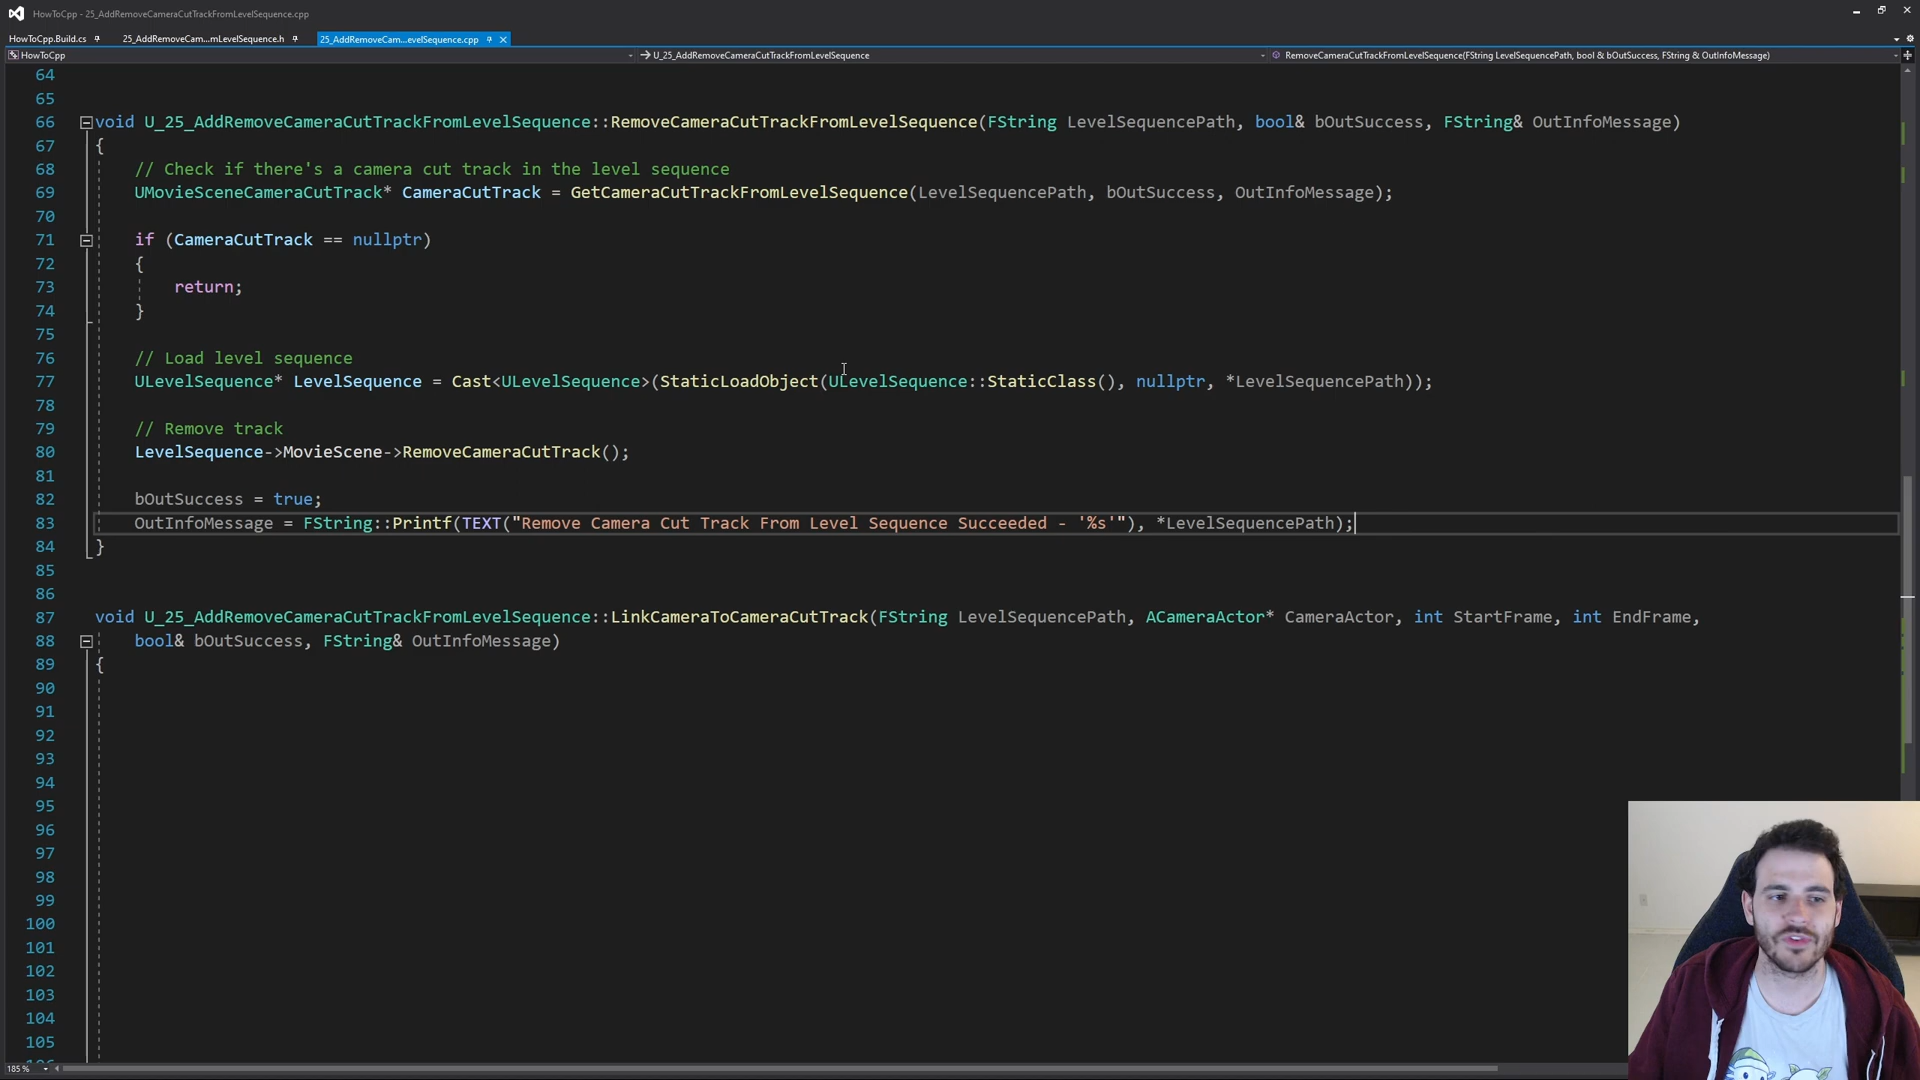 HowToCpp - 25_AddRemoveCameraCutTrackFromLevelSequence.cpp
HowToCpp.Build.cs
25_AddRemoveCam...mLevelSequence.h
25_AddRemoveCam...evelSequence.cpp
HowToCpp
U_25_AddRemoveCameraCutTrackFromLevelSequence
RemoveCameraCutTrackFromLevelSequence(FString LevelSequencePath, bool & bOutSuccess, FString & OutInfoMessage)
64
65
66 void U_25_AddRemoveCameraCutTrackFromLevelSequence::RemoveCameraCutTrackFromLevelSequence(FString LevelSequencePath, bool& bOutSuccess, FString& OutInfoMessage)
67 {
68 // Check if there's a camera cut track in the level sequence
69 UMovieSceneCameraCutTrack* CameraCutTrack = GetCameraCutTrackFromLevelSequence(LevelSequencePath, bOutSuccess, OutInfoMessage);
70
71 if (CameraCutTrack == nullptr)
72 {
73 return;
74 }
75
76 // Load level sequence
77 ULevelSequence* LevelSequence = Cast<ULevelSequence>(StaticLoadObject(ULevelSequence::StaticClass(), nullptr, *LevelSequencePath));
78
79 // Remove track
80 LevelSequence->MovieScene->RemoveCameraCutTrack();
81
82 bOutSuccess = true;
83 OutInfoMessage = FString::Printf(TEXT("Remove Camera Cut Track From Level Sequence Succeeded - '%s'"), *LevelSequencePath);
84 }
85
86
87 void U_25_AddRemoveCameraCutTrackFromLevelSequence::LinkCameraToCameraCutTrack(FString LevelSequencePath, ACameraActor* CameraActor, int StartFrame, int EndFrame,
88 bool& bOutSuccess, FString& OutInfoMessage)
89 {
90
91
92
93
94
95
96
97
98
99
100
101
102
103
104
105
185 %